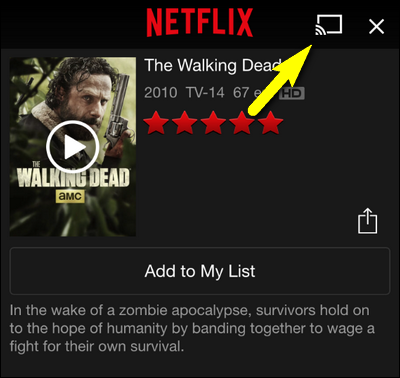 NETFLIX
The Walking Dead
2010 TV-14 67 HD
THE
WALKING DEAD
aMC
Add to My List
In the wake of a zombie apocalypse, survivors hold on
to the hope of humanity by banding together to wage a
fight for their own survival.